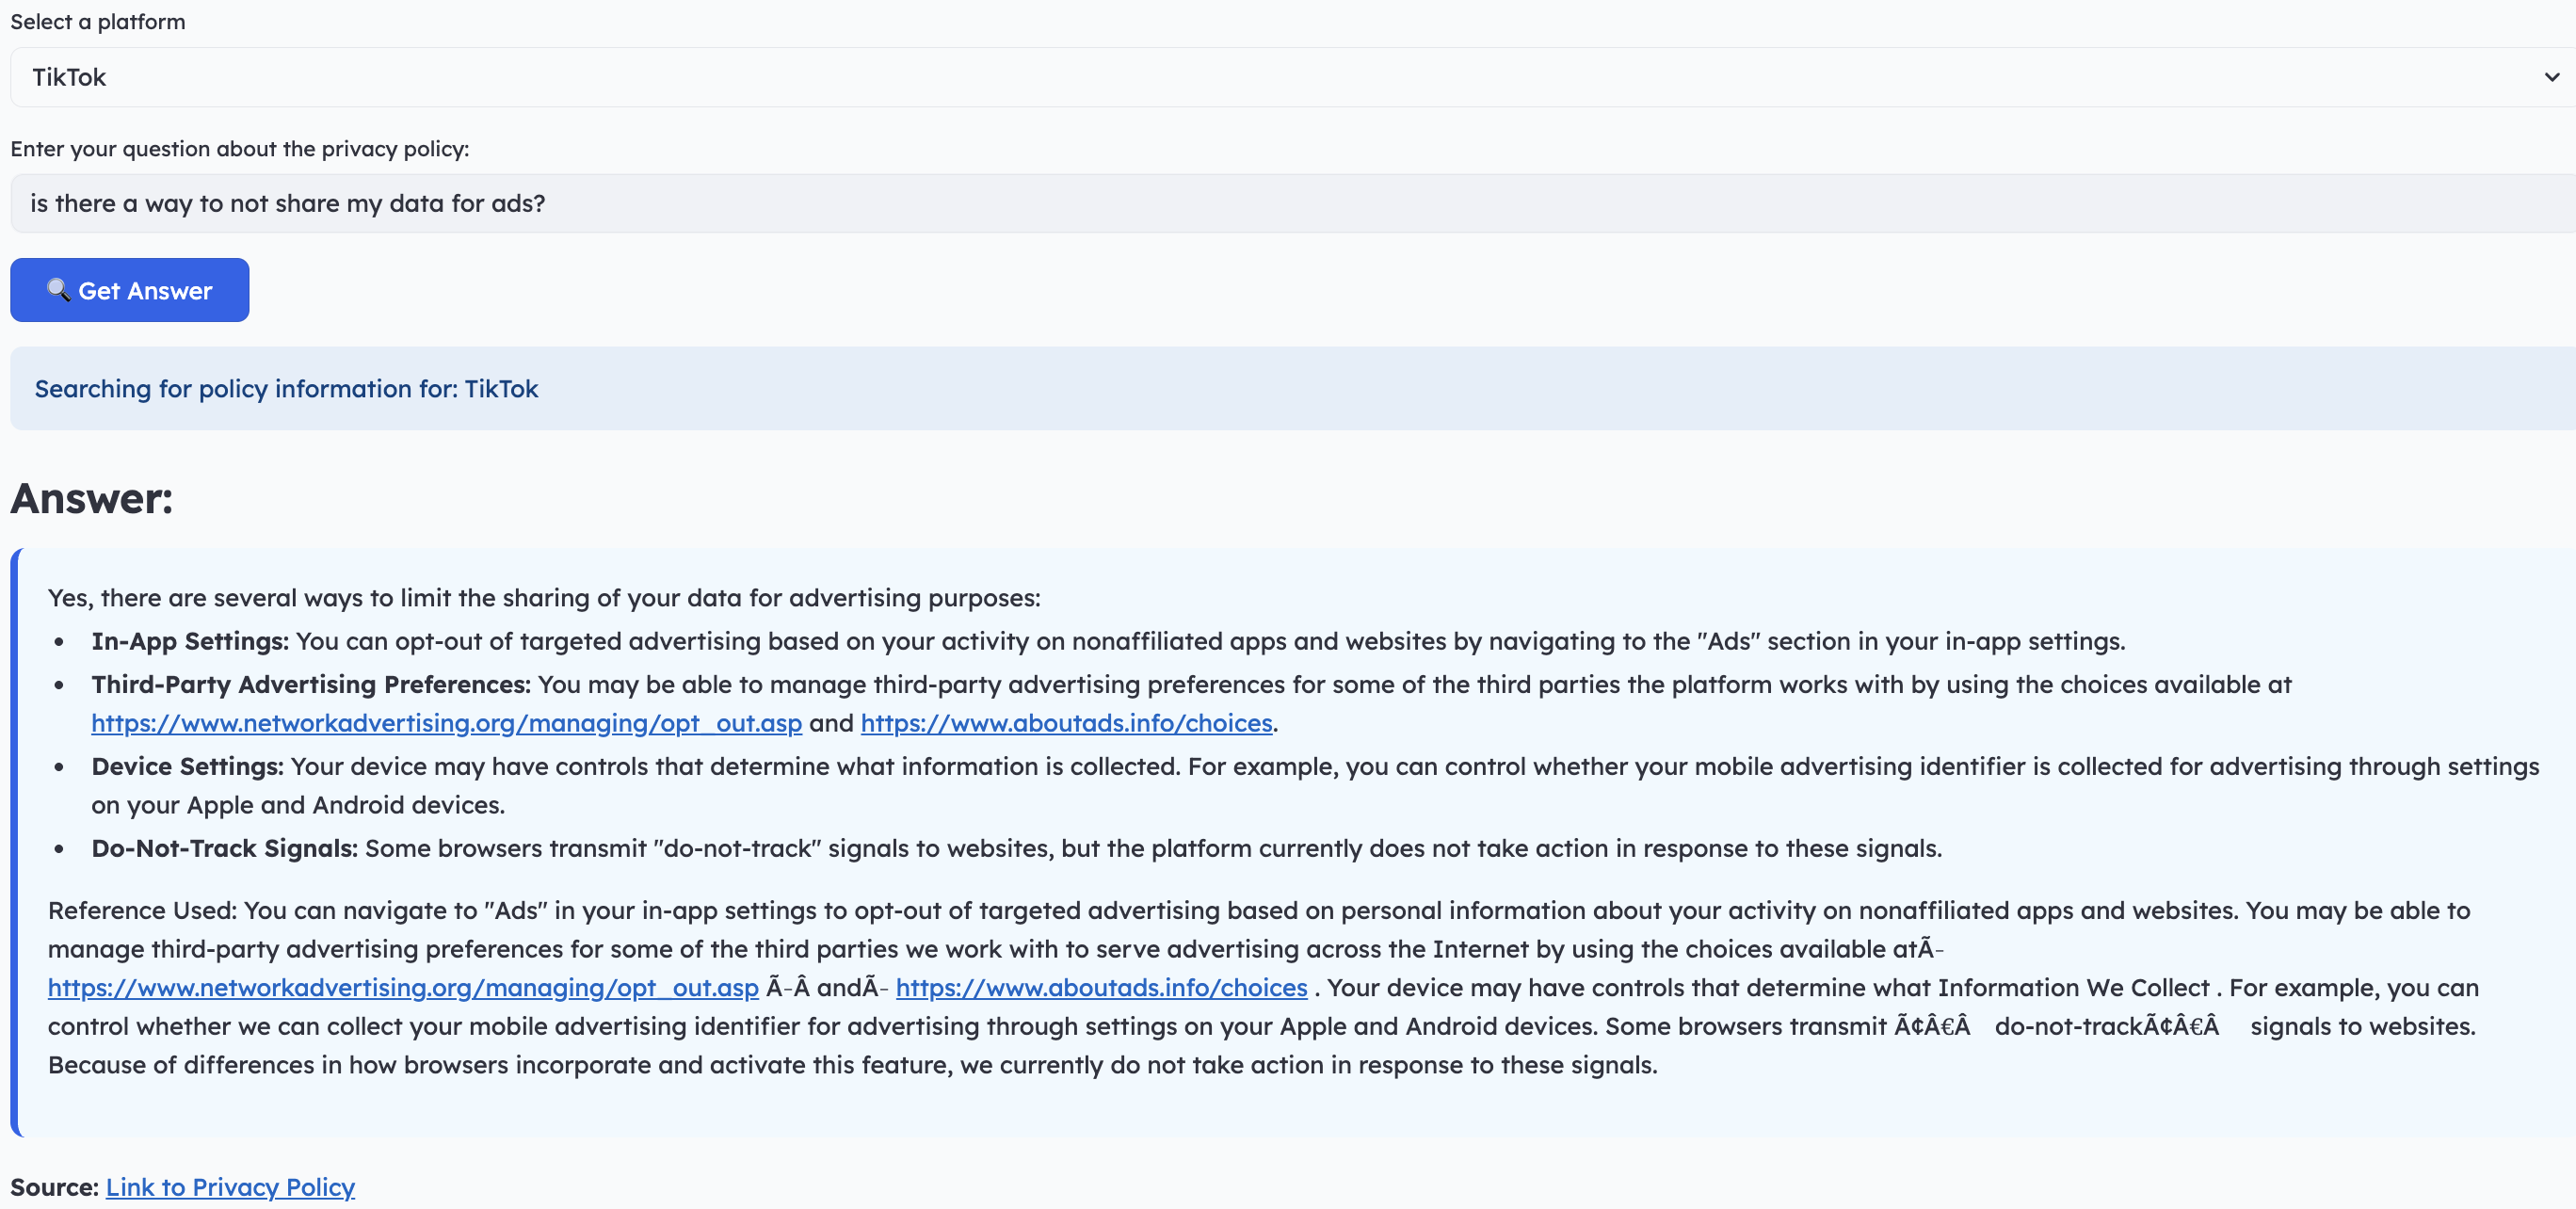 Select a platform
TikTok
Enter your question about the privacy policy:
is there a way to not share my data for ads?
🔍 Get Answer
Searching for policy information for: TikTok
Answer:
Yes, there are several ways to limit the sharing of your data for advertising purposes:
• In-App Settings: You can opt-out of targeted advertising based on your activity on nonaffiliated apps and websites by navigating to the "Ads" section in your in-app settings.
• Third-Party Advertising Preferences: You may be able to manage third-party advertising preferences for some of the third parties the platform works with by using the choices available at
https://www.networkadvertising.org/managing/opt_out.asp and https://www.aboutads.info/choices.
• Device Settings: Your device may have controls that determine what information is collected. For example, you can control whether your mobile advertising identifier is collected for advertising through settings
on your Apple and Android devices.
• Do-Not-Track Signals: Some browsers transmit "do-not-track" signals to websites, but the platform currently does not take action in response to these signals.
Reference Used: You can navigate to "Ads" in your in-app settings to opt-out of targeted advertising based on personal information about your activity on nonaffiliated apps and websites. You may be able to
manage third-party advertising preferences for some of the third parties we work with to serve advertising across the Internet by using the choices available atÃ-
https://www.networkadvertising.org/managing/opt_out.asp Ã-Â andÃ- https://www.aboutads.info/choices . Your device may have controls that determine what Information We Collect . For example, you can
control whether we can collect your mobile advertising identifier for advertising through settings on your Apple and Android devices. Some browsers transmit Ã¢Â€Â do-not-trackÃ¢Â€Â signals to websites.
Because of differences in how browsers incorporate and activate this feature, we currently do not take action in response to these signals.
Source: Link to Privacy Policy